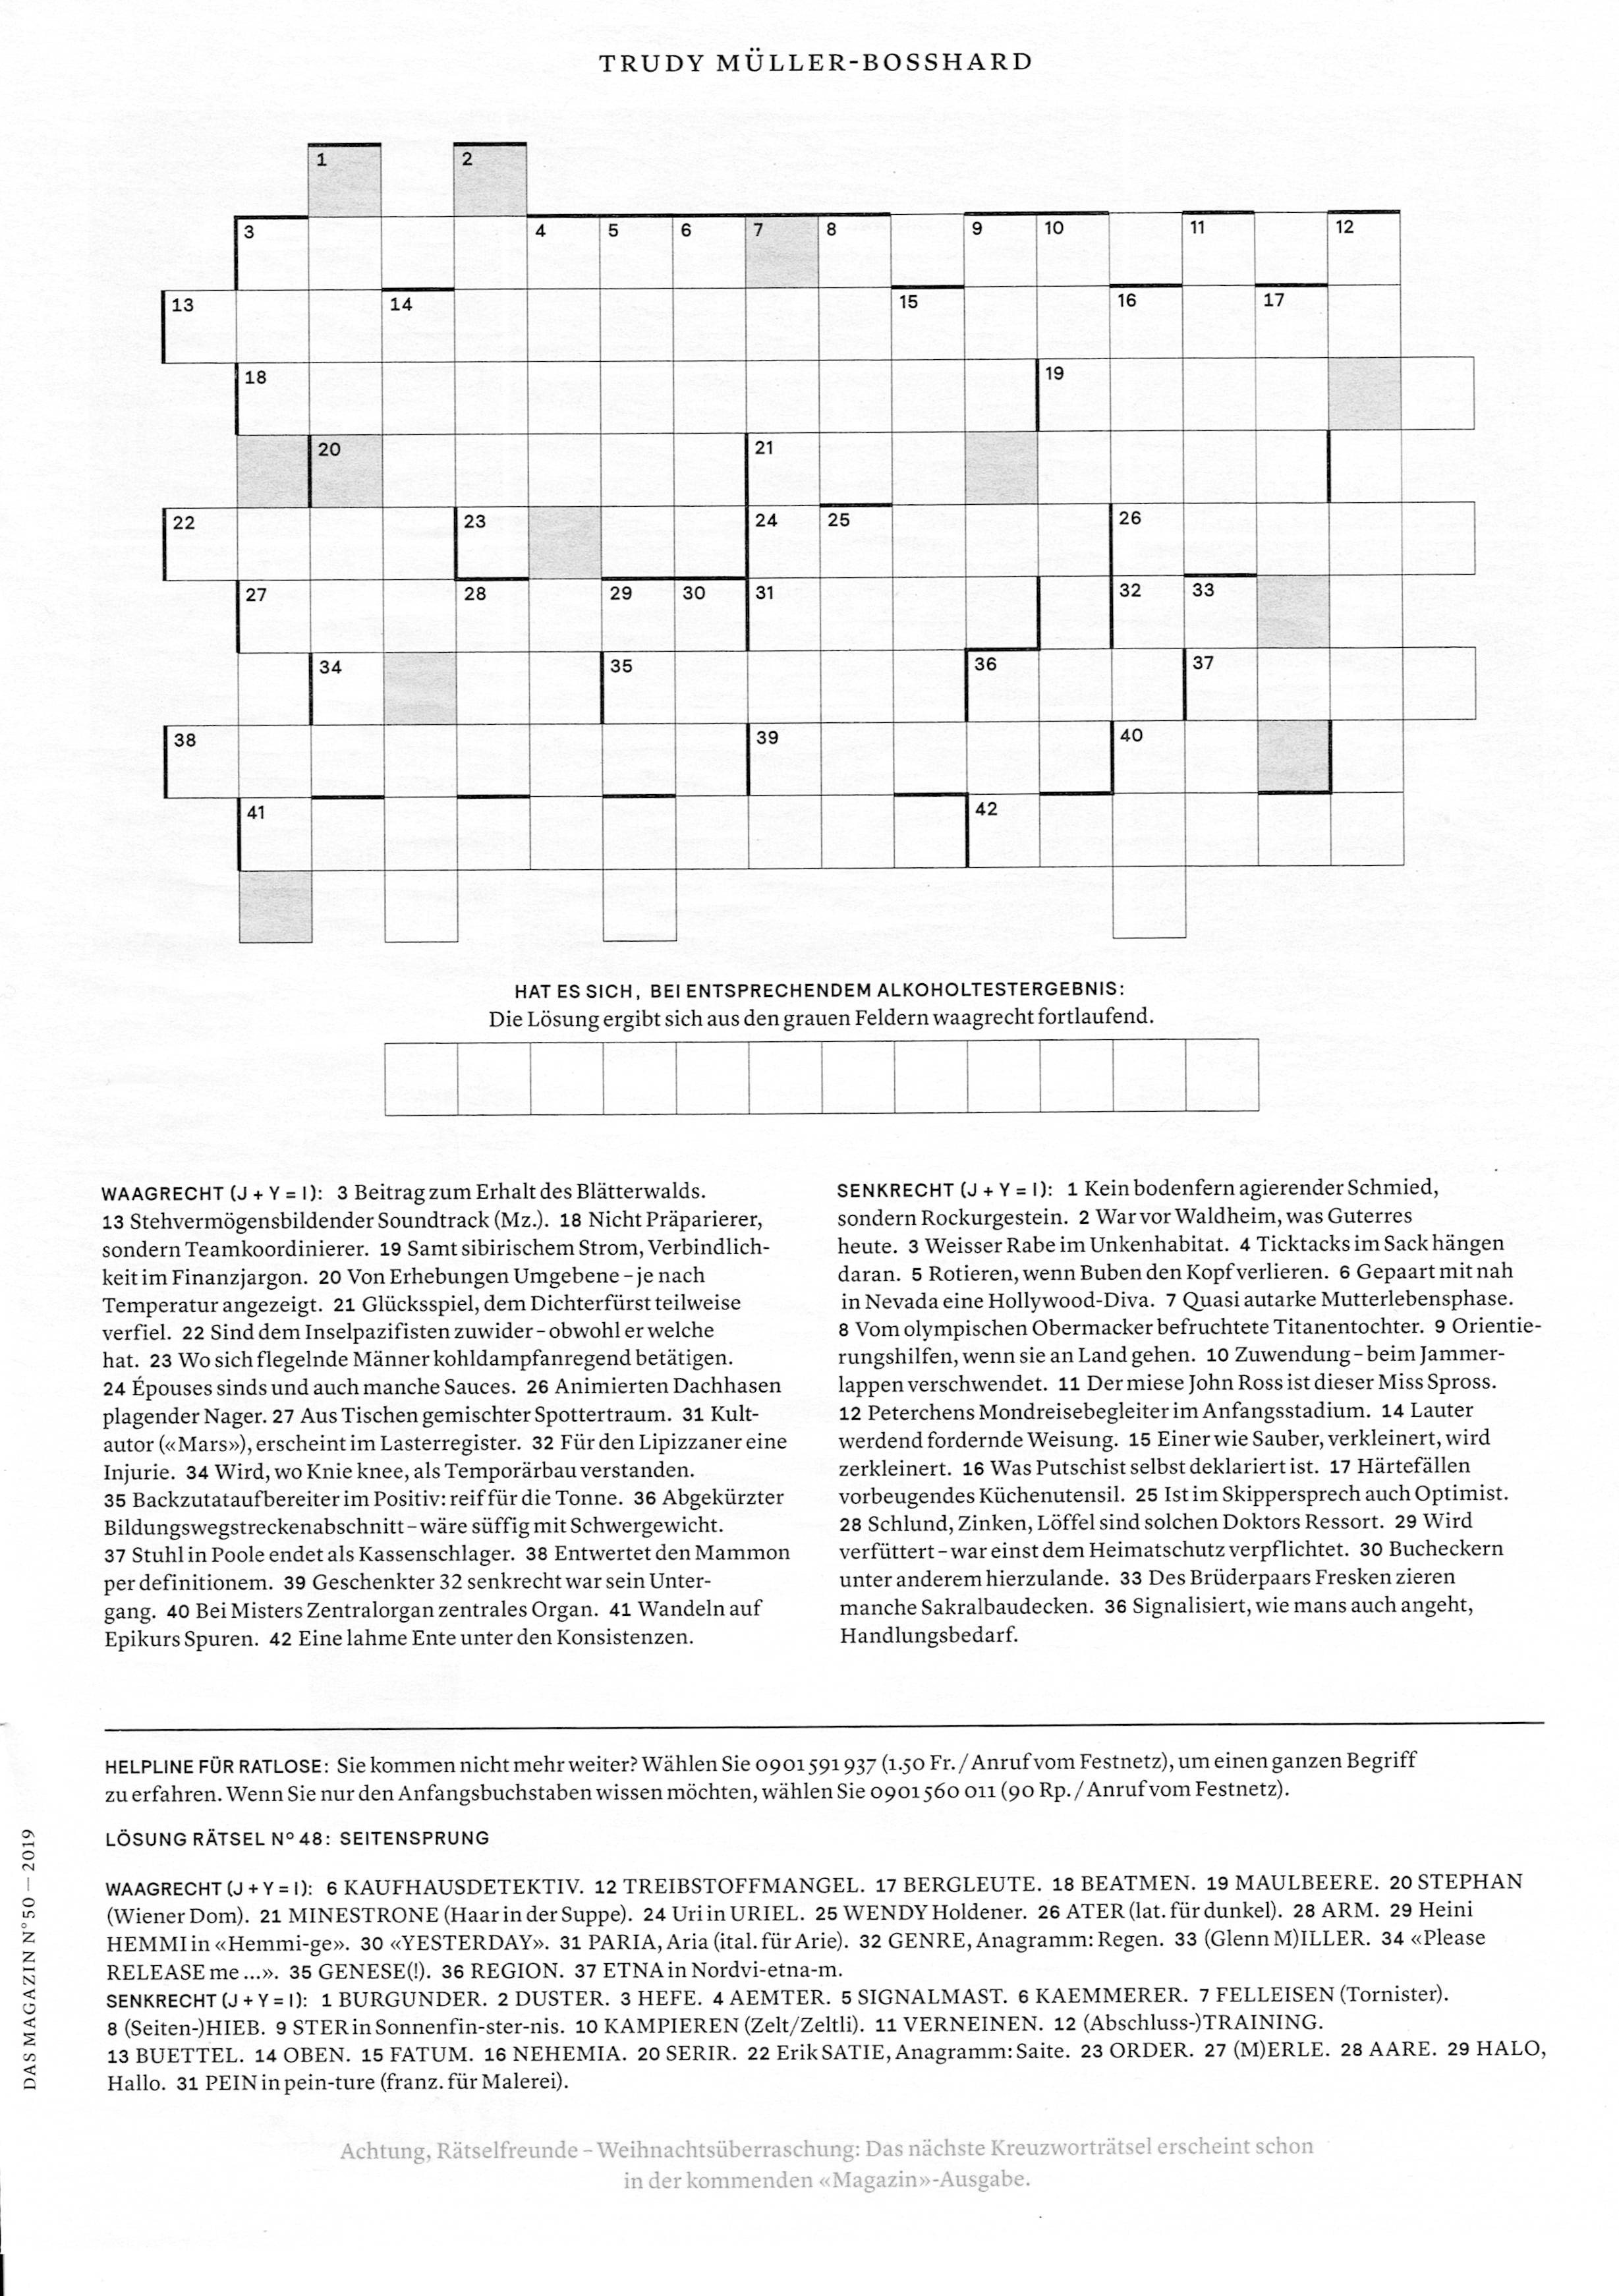 TRUDY MÜLLER-BOSSHARD
1 2
3 4 5 6 7 8 9 10 11 12
13 14 15 16 17
18 19
20 21
22 23 24 25 26
27 28 29 30 31 32 33
34 35 36 37
38 39 40
41 42
HAT ES SICH, BEI ENTSPRECHENDEM ALKOHOLTESTERGEBNIS:
Die Lösung ergibt sich aus den grauen Feldern waagrecht fortlaufend.
WAAGRECHT (J + Y = I): 3 Beitrag zum Erhalt des Blätterwalds.
13 Stehvermögensbildender Soundtrack (Mz.). 18 Nicht Präparierer,
sondern Teamkoordinierer. 19 Samt sibirischem Strom, Verbindlich-
keit im Finanzjargon. 20 Von Erhebungen Umgebene – je nach
Temperatur angezeigt. 21 Glücksspiel, dem Dichterfürst teilweise
verfiel. 22 Sind dem Inselpazifisten zuwider – obwohl er welche
hat. 23 Wo sich flegelnde Männer kohldampfanregend betätigen.
24 Épouses sinds und auch manche Sauces. 26 Animierten Dachhasen
plagender Nager. 27 Aus Tischen gemischter Spottertraum. 31 Kult-
autor («Mars»), erscheint im Lasterregister. 32 Für den Lipizzaner eine
Injurie. 34 Wird, wo Knie knee, als Temporärbau verstanden.
35 Backzutataufbereiter im Positiv: reif für die Tonne. 36 Abgekürzter
Bildungswegstreckenabschnitt – wäre süffig mit Schwergewicht.
37 Stuhl in Poole endet als Kassenschlager. 38 Entwertet den Mammon
per definitionem. 39 Geschenkter 32 senkrecht war sein Unter-
gang. 40 Bei Misters Zentralorgan zentrales Organ. 41 Wandeln auf
Epikurs Spuren. 42 Eine lahme Ente unter den Konsistenzen.
SENKRECHT (J + Y = I): 1 Kein bodenfern agierender Schmied,
sondern Rockurgestein. 2 War vor Waldheim, was Guterres
heute. 3 Weisser Rabe im Unkenhabitat. 4 Ticktacks im Sack hängen
daran. 5 Rotieren, wenn Buben den Kopf verlieren. 6 Gepaart mit nah
in Nevada eine Hollywood-Diva. 7 Quasi autarke Mutterlebensphase.
8 Vom olympischen Obermacker befruchtete Titanentochter. 9 Orientie-
rungshilfen, wenn sie an Land gehen. 10 Zuwendung – beim Jammer-
lappen verschwendet. 11 Der miese John Ross ist dieser Miss Spross.
12 Peterchens Mondreisebegleiter im Anfangsstadium. 14 Lauter
werdend fordernde Weisung. 15 Einer wie Sauber, verkleinert, wird
zerkleinert. 16 Was Putschist selbst deklariert ist. 17 Härtefällen
vorbeugendes Küchenutensil. 25 Ist im Skippersprech auch Optimist.
28 Schlund, Zinken, Löffel sind solchen Doktors Ressort. 29 Wird
verfüttert – war einst dem Heimatschutz verpflichtet. 30 Bucheckern
unter anderem hierzulande. 33 Des Brüderpaars Fresken zieren
manche Sakralbaudecken. 36 Signalisiert, wie mans auch angeht,
Handlungsbedarf.
HELPLINE FÜR RATLOSE: Sie kommen nicht mehr weiter? Wählen Sie 0901 591 937 (1.50 Fr. / Anruf vom Festnetz), um einen ganzen Begriff
zu erfahren. Wenn Sie nur den Anfangsbuchstaben wissen möchten, wählen Sie 0901 560 011 (90 Rp. / Anruf vom Festnetz).
LÖSUNG RÄTSEL Nº 48: SEITENSPRUNG
WAAGRECHT (J + Y = I): 6 KAUFHAUSDETEKTIV. 12 TREIBSTOFFMANGEL. 17 BERGLEUTE. 18 BEATMEN. 19 MAULBEERE. 20 STEPHAN
(Wiener Dom). 21 MINESTRONE (Haar in der Suppe). 24 Uri in URIEL. 25 WENDY Holdener. 26 ATER (lat. für dunkel). 28 ARM. 29 Heini
HEMMI in «Hemmi-ge». 30 «YESTERDAY». 31 PARIA, Aria (ital. für Arie). 32 GENRE, Anagramm: Regen. 33 (Glenn M)ILLER. 34 «Please
RELEASE me ...». 35 GENESE(!). 36 REGION. 37 ETNA in Nordvi-etna-m.
SENKRECHT (J + Y = I): 1 BURGUNDER. 2 DUSTER. 3 HEFE. 4 AEMTER. 5 SIGNALMAST. 6 KAEMMERER. 7 FELLEISEN (Tornister).
8 (Seiten-)HIEB. 9 STER in Sonnenfin-ster-nis. 10 KAMPIEREN (Zelt/Zeltli). 11 VERNEINEN. 12 (Abschluss-)TRAINING.
13 BUETTEL. 14 OBEN. 15 FATUM. 16 NEHEMIA. 20 SERIR. 22 Erik SATIE, Anagramm: Saite. 23 ORDER. 27 (M)ERLE. 28 AARE. 29 HALO,
Hallo. 31 PEIN in pein-ture (franz. für Malerei).
Achtung, Rätselfreunde – Weihnachtsüberraschung: Das nächste Kreuzworträtsel erscheint schon
in der kommenden «Magazin»-Ausgabe.
DAS MAGAZIN Nº 50 — 2019